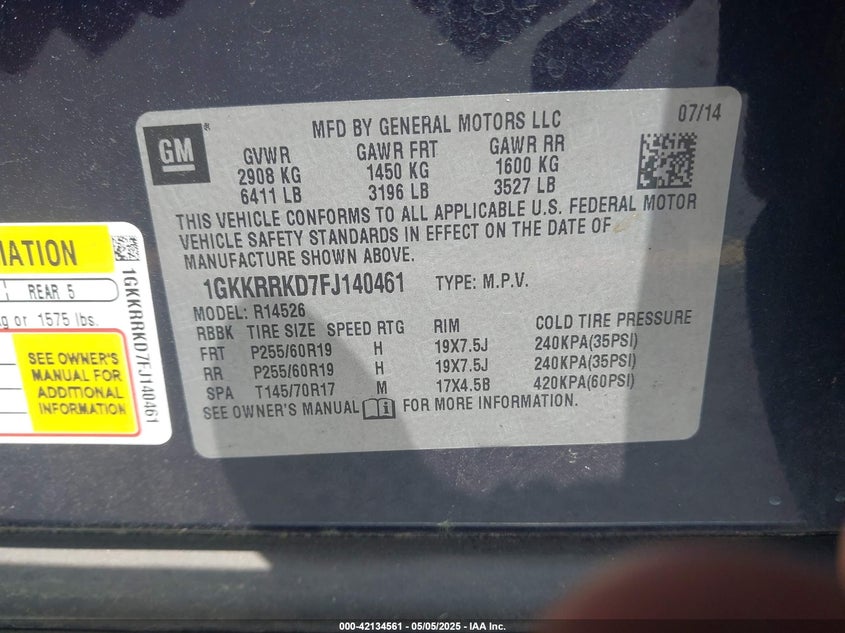 07/14
GM
®
MFD BY GENERAL MOTORS LLC
GVWR GAWR FRT GAWR RR
2908 KG 1450 KG 1600 KG
6411 LB 3196 LB 3527 LB
THIS VEHICLE CONFORMS TO ALL APPLICABLE U.S. FEDERAL MOTOR
VEHICLE SAFETY STANDARDS IN EFFECT ON THE DATE OF
MANUFACTURE SHOWN ABOVE.
1GKKRRKD7FJ140461 TYPE: M.P.V.
MODEL: R14526
RBBK TIRE SIZE SPEED RTG RIM COLD TIRE PRESSURE
FRT P255/60R19 H 19X7.5J 240KPA(35PSI)
RR P255/60R19 H 19X7.5J 240KPA(35PSI)
SPA T145/70R17 M 17X4.5B 420KPA(60PSI)
SEE OWNER'S MANUAL i FOR MORE INFORMATION.
MATION
REAR 5
or 1575 lbs.
SEE OWNER'S
MANUAL FOR
ADDITIONAL
INFORMATION
1GKKRRKD7FJ140461
000-42134561 - 05/05/2025 - IAA Inc.